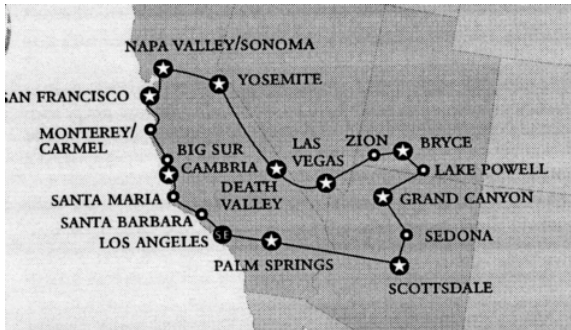 NAPA VALLEY/SONOMA
YOSEMITE
SAN FRANCISCO
MONTEREY/
CARMEL
BIG SUR
CAMBRIA
LAS
VEGAS
ZION
BRYCE
LAKE POWELL
DEATH
VALLEY
GRAND CANYON
SANTA MARIA
SANTA BARBARA
LOS ANGELES
SE
SEDONA
PALM SPRINGS
SCOTTSDALE